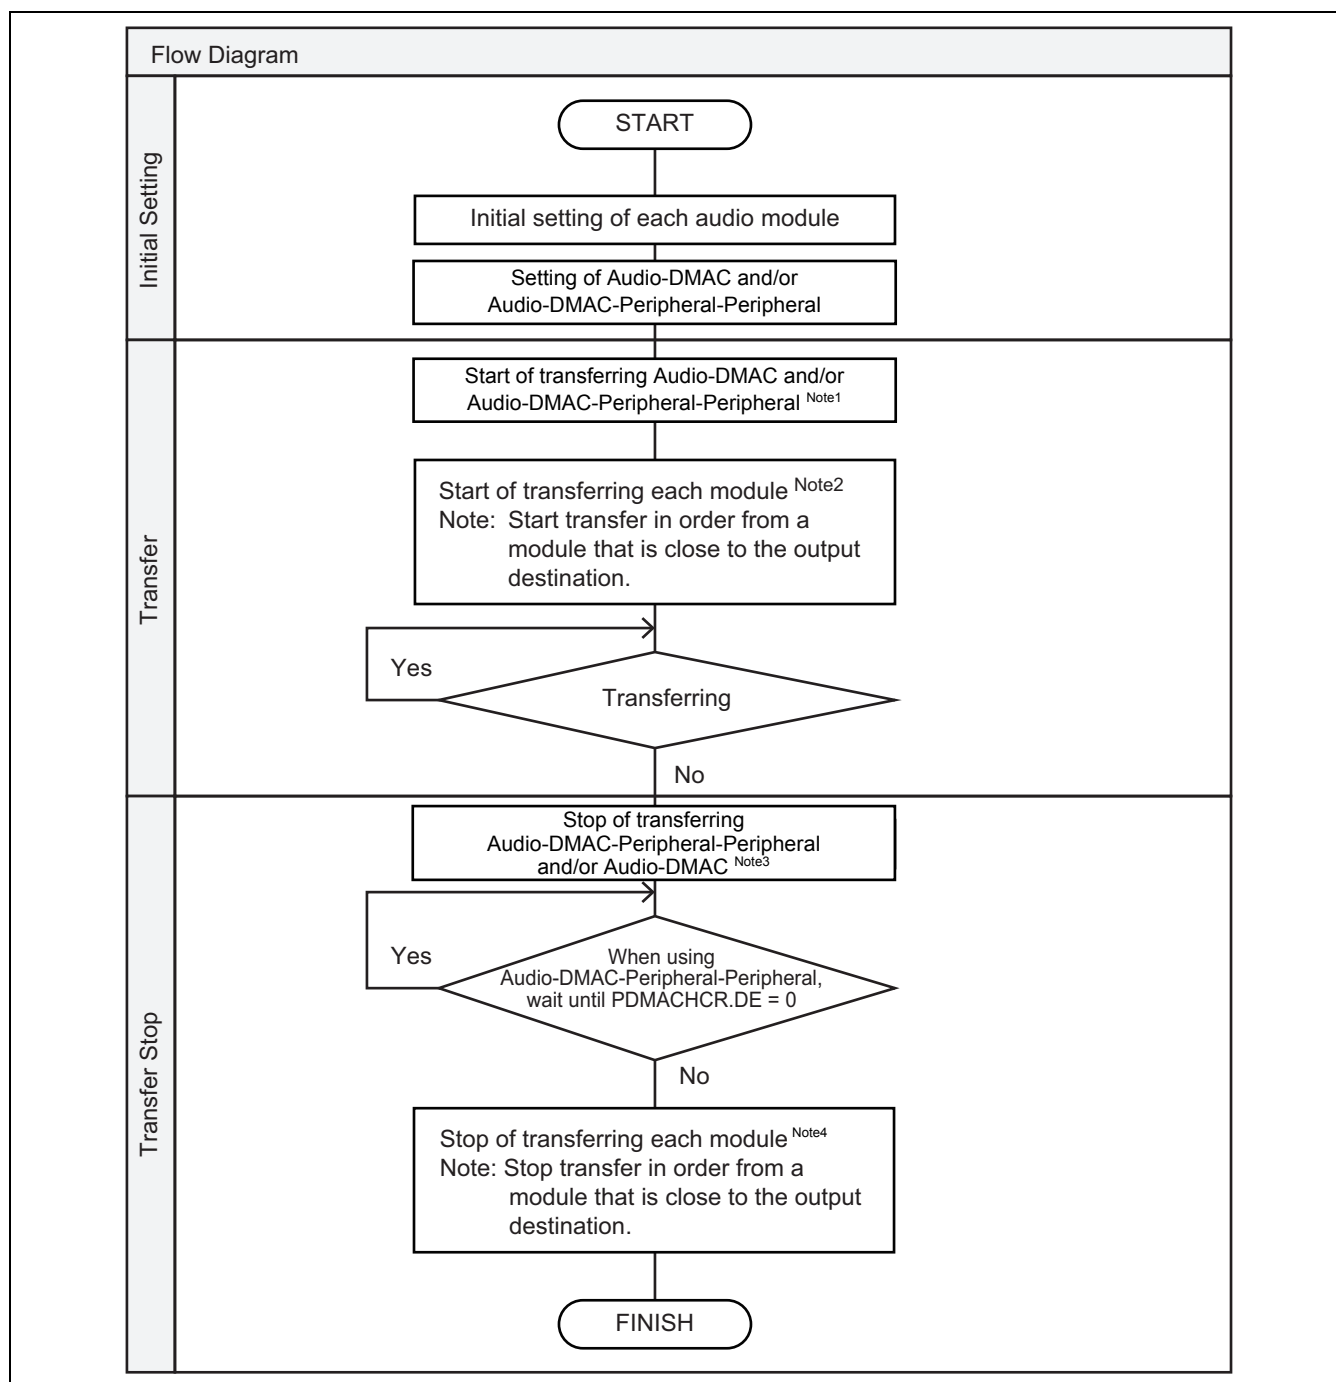 Flow Diagram
Initial Setting
START
Initial setting of each audio module
Setting of Audio-DMAC and/or
Audio-DMAC-Peripheral-Peripheral
Transfer
Start of transferring Audio-DMAC and/or
Audio-DMAC-Peripheral-Peripheral Note1
Start of transferring each module Note2
Note: Start transfer in order from a
module that is close to the output
destination.
Yes
Transferring
No
Transfer Stop
Stop of transferring
Audio-DMAC-Peripheral-Peripheral
and/or Audio-DMAC Note3
Yes
When using
Audio-DMAC-Peripheral-Peripheral,
wait until PDMACHCR.DE = 0
No
Stop of transferring each module Note4
Note: Stop transfer in order from a
module that is close to the output
destination.
FINISH